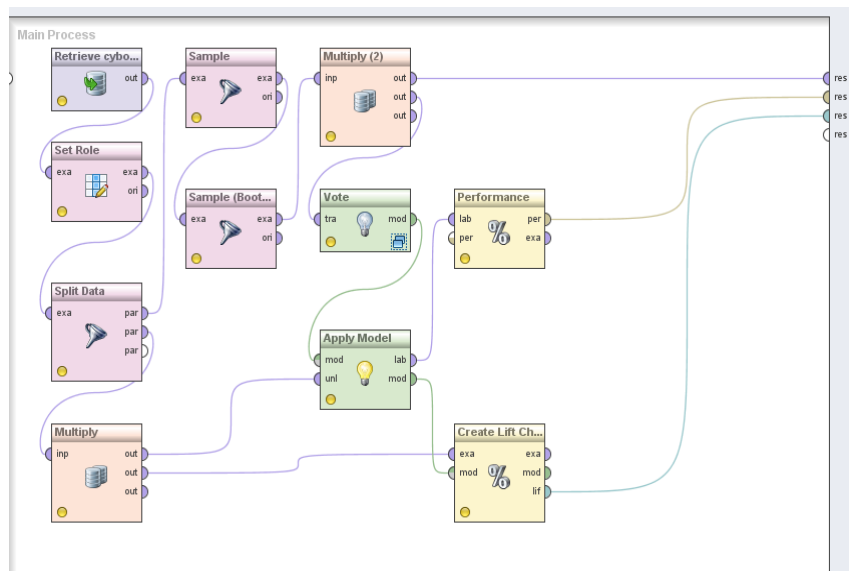 Main Process
Retrieve cybo...
out
Set Role
exa
exa
ori
Split Data
exa
par
par
par
Multiply
inp
out
out
out
Sample
exa
exa
ori
Sample (Boot...
exa
exa
ori
Multiply (2)
inp
out
out
out
Vote
tra
mod
Apply Model
mod
lab
unl
mod
Performance
lab
per
per
exa
Create Lift Ch...
exa
exa
mod
mod
lif
res
res
res
res